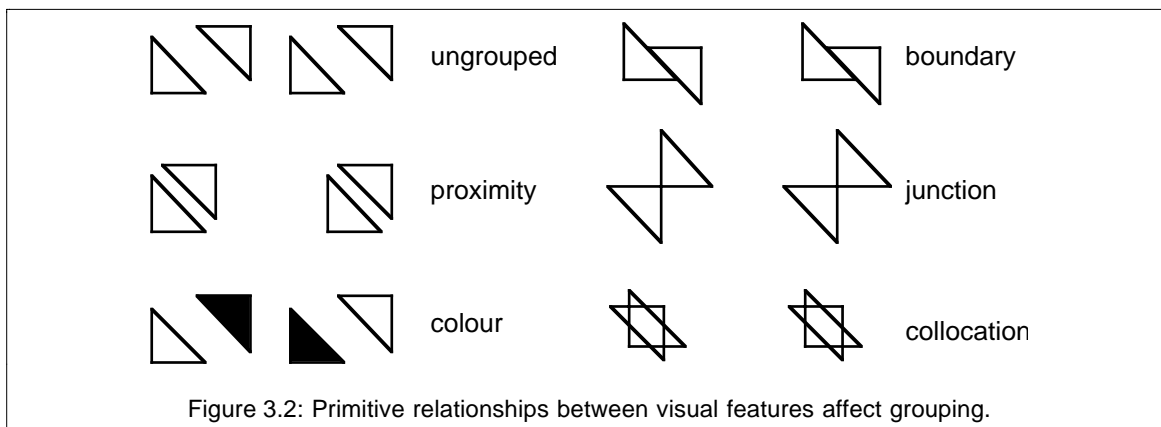 ungrouped
boundary
proximity
junction
colour
collocation
Figure 3.2: Primitive relationships between visual features affect grouping.